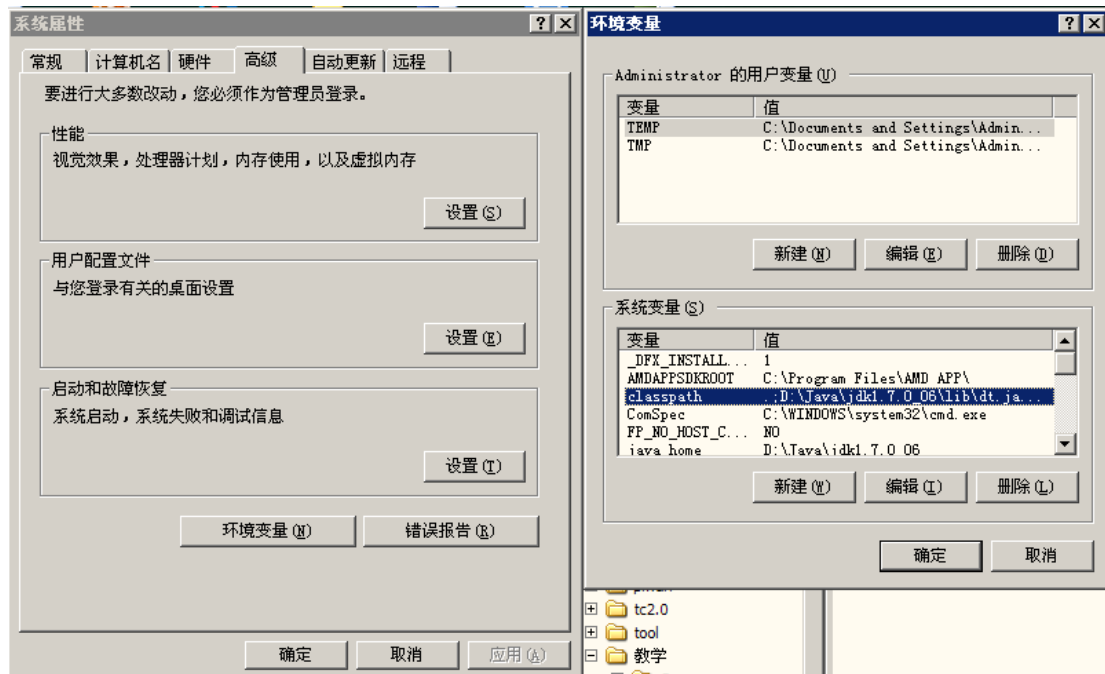 系统属性
常规 计算机名 硬件 高级 自动更新 远程
要进行大多数改动，您必须作为管理员登录。
性能
视觉效果，处理器计划，内存使用，以及虚拟内存
设置(S)
用户配置文件
与您登录有关的桌面设置
设置(E)
启动和故障恢复
系统启动，系统失败和调试信息
设置(T)
环境变量(N) 错误报告(R)
确定 取消 应用(A)
环境变量
Administrator 的用户变量(U)
变量 值
TEMP C:\Documents and Settings\Admin...
TMP C:\Documents and Settings\Admin...
新建(N) 编辑(E) 删除(D)
系统变量(S)
变量 值
_DFX_INSTALL... 1
AMDAPPSDKROOT C:\Program Files\AMD APP\
classpath .;D:\Java\jdk1.7.0_06\lib\dt.ja...
ComSpec C:\WINDOWS\system32\cmd.exe
FP_NO_HOST_C... NO
java_home D:\Java\jdk1.7.0_06
新建(W) 编辑(I) 删除(L)
确定 取消
tc2.0
tool
教学